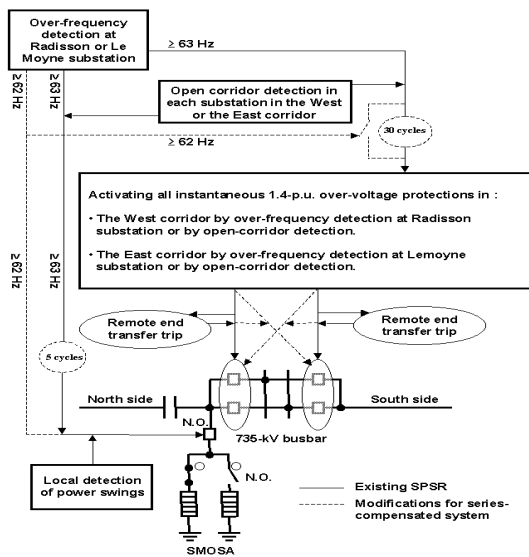 Over-frequency
detection at
Radisson or Le
Moyne substation
≥ 63 Hz
≥ 62 Hz
≥ 63 Hz
Open corridor detection in
each substation in the West
or the East corridor
30 cycles
≥ 62 Hz
Activating all instantaneous 1.4-p.u. over-voltage protections in :
• The West corridor by over-frequency detection at Radisson
substation or by open-corridor detection.
• The East corridor by over-frequency detection at Lemoyne
substation or by open-corridor detection.
≥ 62 Hz
≥ 63 Hz
Remote end
transfer trip
Remote end
transfer trip
5 cycles
North side
South side
N.O.
735-kV busbar
Local detection
of power swings
N.O.
SMOSA
Existing SPSR
Modifications for series-
compensated system